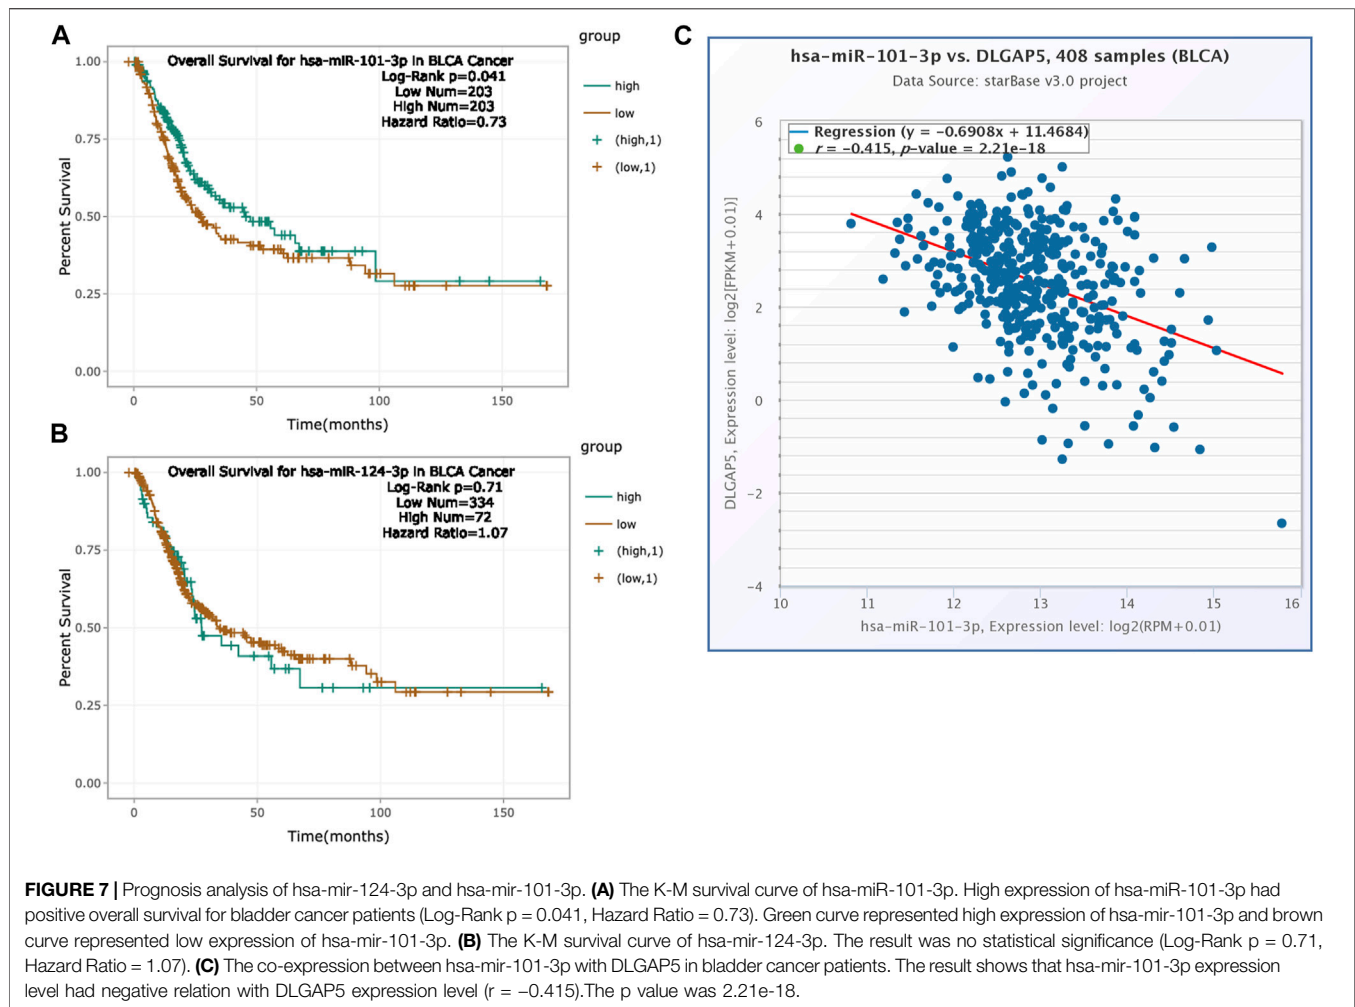 A
group
Overall Survival for hsa-miR-101-3p in BLCA Cancer
Log-Rank p=0.041
Low Num=203
High Num=203
Hazard Ratio=0.73
high
low
(high,1)
(low,1)
1.00
0.75
0.50
0.25
0.00
Percent Survival
0
50
100
150
Time(months)
B
group
Overall Survival for hsa-miR-124-3p in BLCA Cancer
Log-Rank p=0.71
Low Num=334
High Num=72
Hazard Ratio=1.07
high
low
(high,1)
(low,1)
1.00
0.75
0.50
0.25
0.00
Percent Survival
0
50
100
150
Time(months)
C
hsa-miR-101-3p vs. DLGAP5, 408 samples (BLCA)
Data Source: starBase v3.0 project
Regression (y = −0.6908x + 11.4684)
r = −0.415, p-value = 2.21e-18
6
4
2
0
−2
−4
DLGAP5, Expression level: log2[FPKM+0.01)]
10
11
12
13
14
15
16
hsa-miR-101-3p, Expression level: log2(RPM+0.01)
FIGURE 7 | Prognosis analysis of hsa-mir-124-3p and hsa-mir-101-3p. (A) The K-M survival curve of hsa-miR-101-3p. High expression of hsa-miR-101-3p had
positive overall survival for bladder cancer patients (Log-Rank p = 0.041, Hazard Ratio = 0.73). Green curve represented high expression of hsa-mir-101-3p and brown
curve represented low expression of hsa-mir-101-3p. (B) The K-M survival curve of hsa-mir-124-3p. The result was no statistical significance (Log-Rank p = 0.71,
Hazard Ratio = 1.07). (C) The co-expression between hsa-mir-101-3p with DLGAP5 in bladder cancer patients. The result shows that hsa-mir-101-3p expression
level had negative relation with DLGAP5 expression level (r = −0.415).The p value was 2.21e-18.